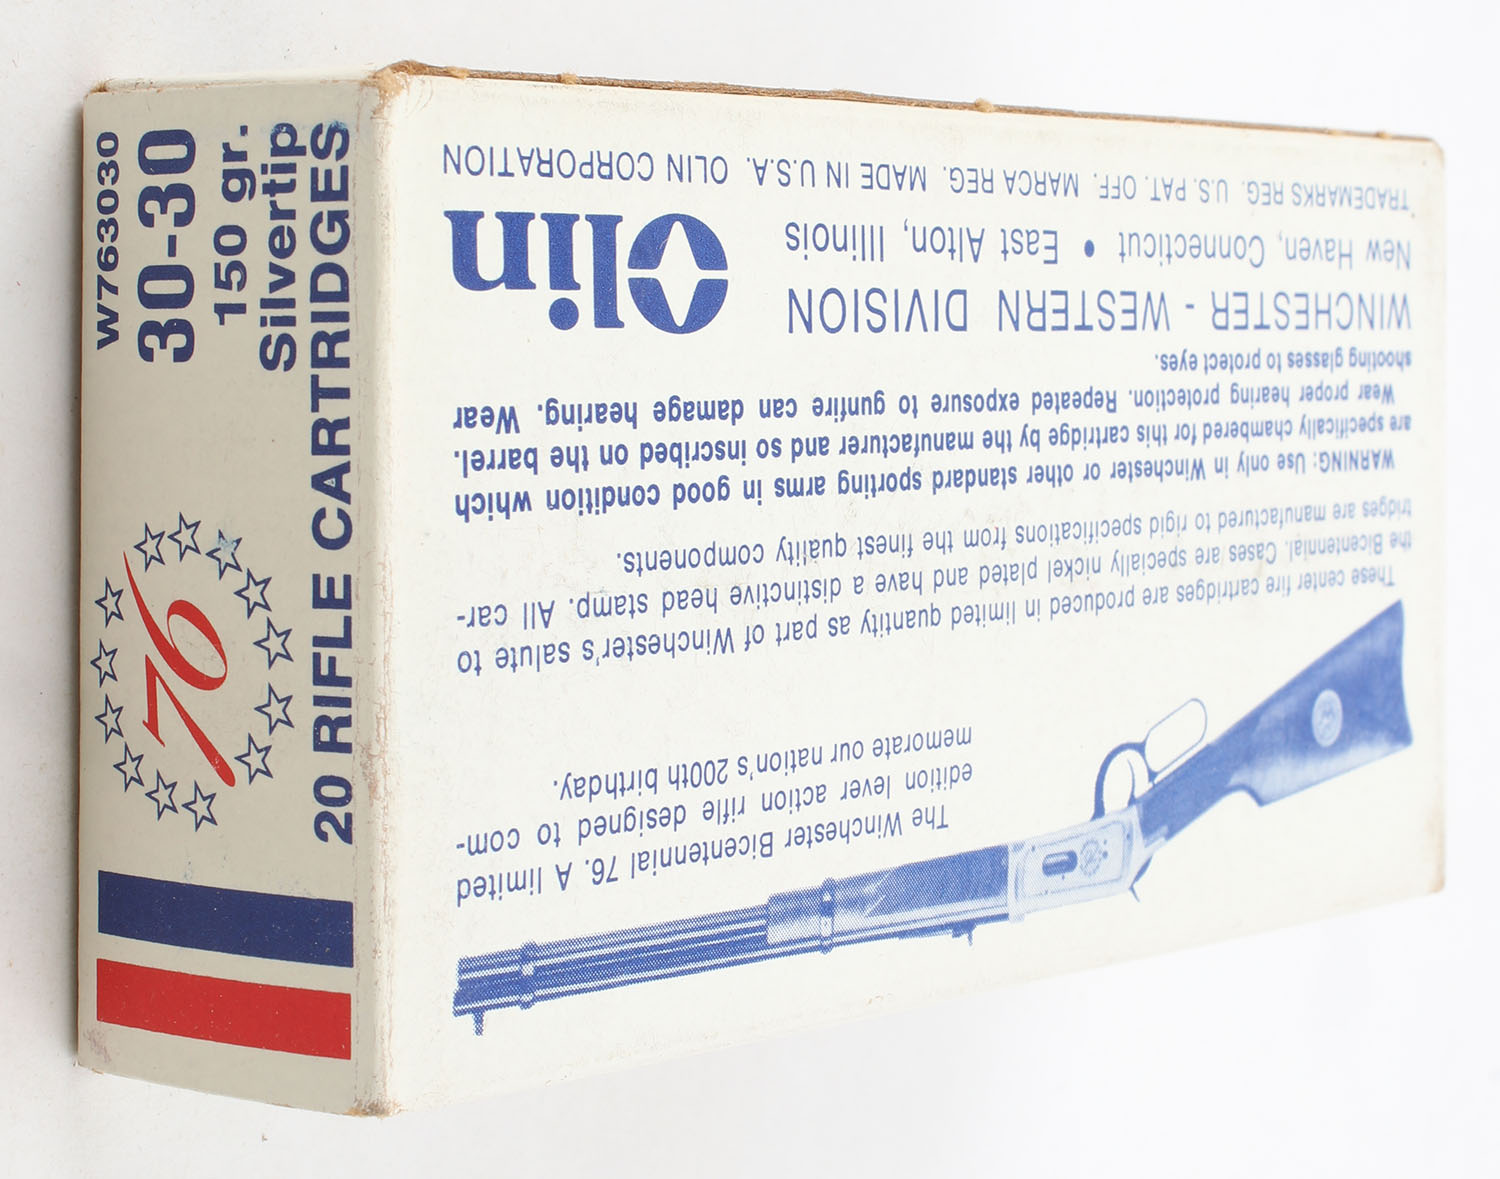 W763030
30-30
150 gr.
Silvertip
20 RIFLE CARTRIDGES
76
The Winchester Bicentennial 76. A limited
edition lever action rifle designed to com-
memorate our nation's 200th birthday.
These center fire cartridges are produced in limited quantity as part of Winchester's salute to
the Bicentennial. Cases are specially nickel plated and have a distinctive head stamp. All car-
tridges are manufactured to rigid specifications from the finest quality components.
WARNING: Use only in Winchester or other standard sporting arms in good condition which
are specifically chambered for this cartridge by the manufacturer and so inscribed on the barrel.
Wear proper hearing protection. Repeated exposure to gunfire can damage hearing. Wear
shooting glasses to protect eyes.
WINCHESTER - WESTERN DIVISION
New Haven, Connecticut • East Alton, Illinois
Olin
*TRADEMARKS REG. U.S. PAT. OFF. MARCA REG. MADE IN U.S.A. OLIN CORPORATION